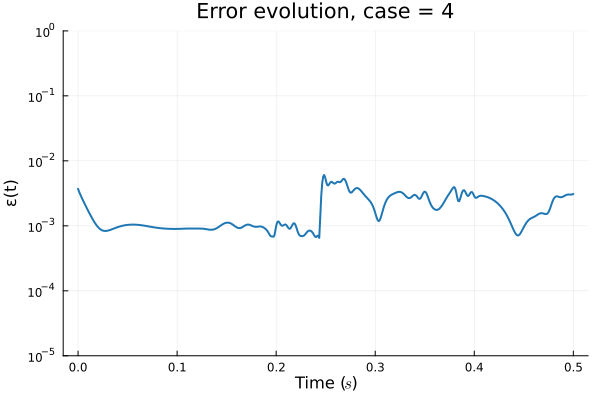 Error evolution, case = 4
10⁰
10⁻¹
10⁻²
10⁻³
10⁻⁴
10⁻⁵
ε(t)
0.0 0.1 0.2 0.3 0.4 0.5
Time (s)